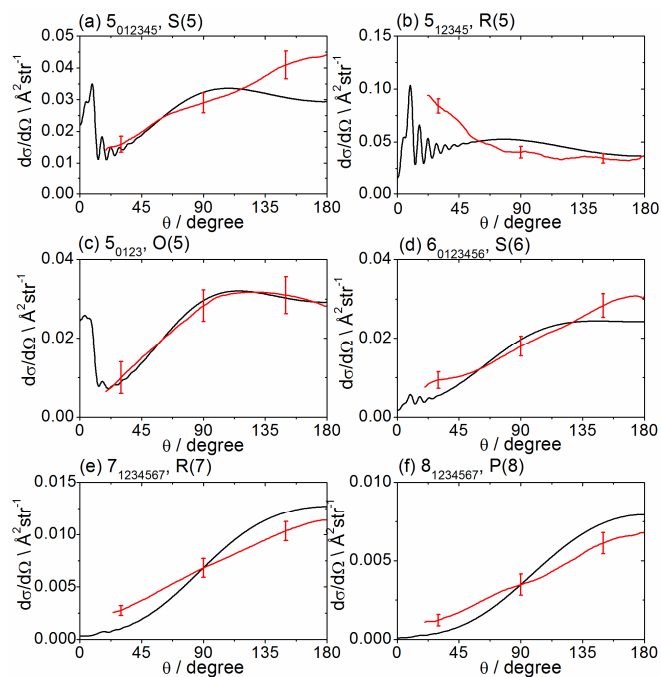 (a) 5₀₁₂₃₄₅, S(5)
0.05
0.04
0.03
0.02
0.01
0.00
dσ/dΩ \ Å²str⁻¹
0 45 90 135 180
θ / degree
(b) 5₁₂₃₄₅, R(5)
0.15
0.10
0.05
0.00
dσ/dΩ \ Å²str⁻¹
0 45 90 135 180
θ / degree
(c) 5₀₁₂₃, O(5)
0.04
0.02
0.00
dσ/dΩ \ Å²str⁻¹
0 45 90 135 180
θ / degree
(d) 6₀₁₂₃₄₅₆, S(6)
0.04
0.02
0.00
dσ/dΩ \ Å²str⁻¹
0 45 90 135 180
θ / degree
(e) 7₁₂₃₄₅₆₇, R(7)
0.015
0.010
0.005
0.000
dσ/dΩ \ Å²str⁻¹
0 45 90 135 180
θ / degree
(f) 8₁₂₃₄₅₆₇, P(8)
0.010
0.005
0.000
dσ/dΩ \ Å²str⁻¹
0 45 90 135 180
θ / degree